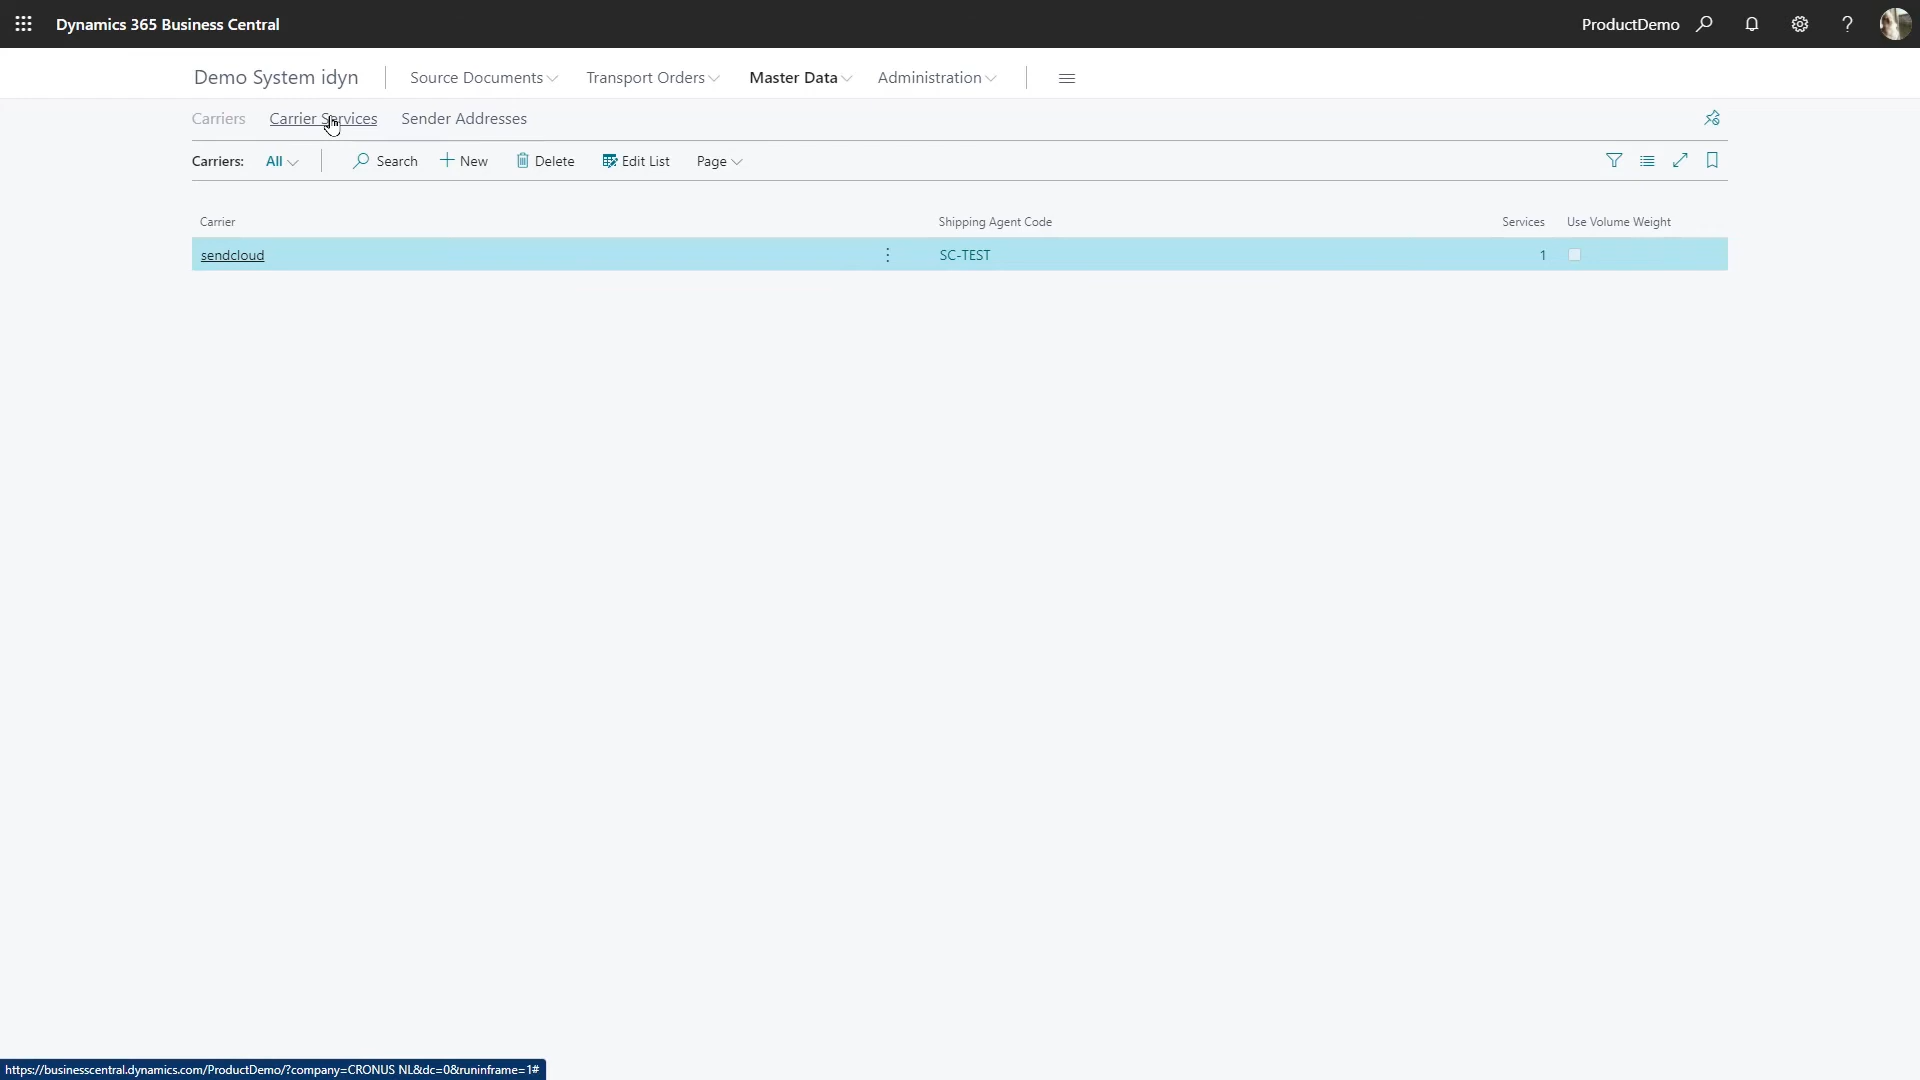 Dynamics 365 Business Central
ProductDemo
Demo System idyn
Source Documents
Transport Orders
Master Data
Administration
Carriers
Carrier Services
Sender Addresses
Carriers:
All
Search
New
Delete
Edit List
Page
Carrier
Shipping Agent Code
Services
Use Volume Weight
sendcloud
SC-TEST
1
https://businesscentral.dynamics.com/ProductDemo/?company=CRONUS NL&dc=0&runinframe=1#